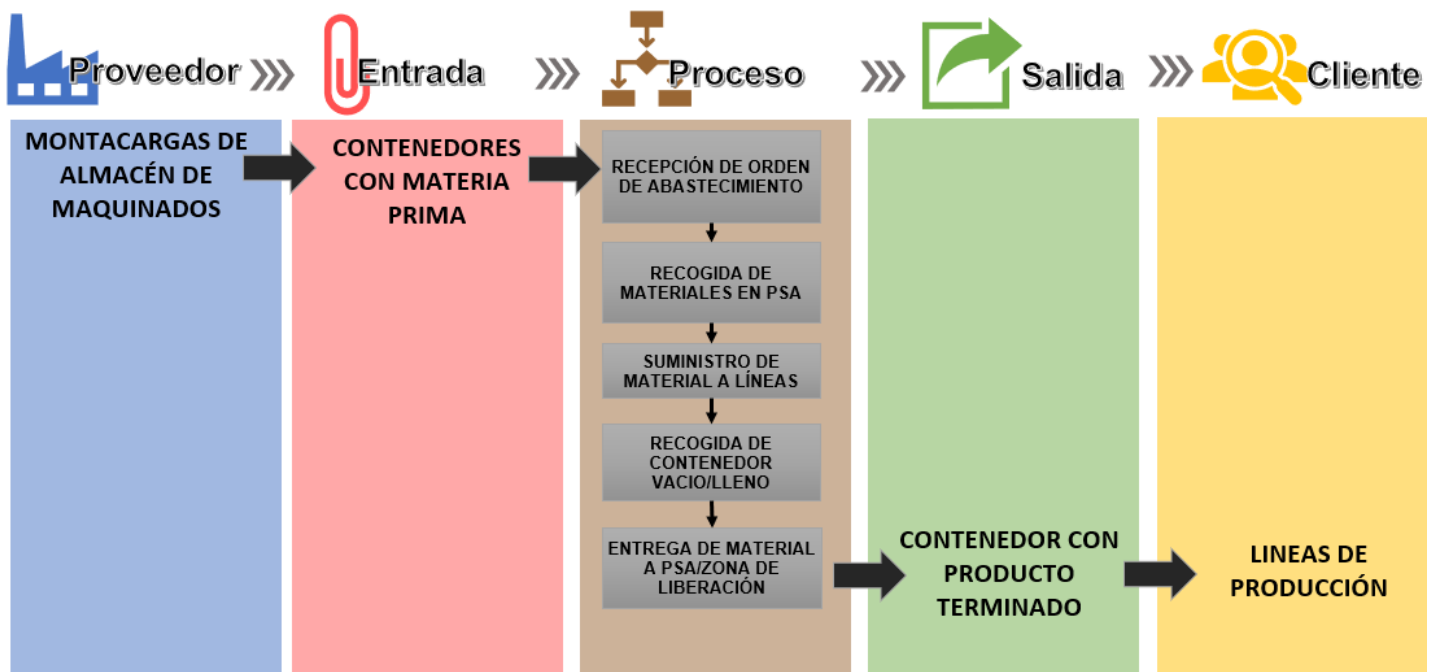 Proveedor
Entrada
Proceso
Salida
Cliente
MONTACARGAS DE
ALMACÉN DE
MAQUINADOS
CONTENEDORES
CON MATERIA
PRIMA
RECEPCIÓN DE ORDEN
DE ABASTECIMIENTO
RECOGIDA DE
MATERIALES EN PSA
SUMINISTRO DE
MATERIAL A LÍNEAS
RECOGIDA DE
CONTENEDOR
VACIO/LLENO
ENTREGA DE MATERIAL
A PSA/ZONA DE
LIBERACIÓN
CONTENEDOR CON
PRODUCTO
TERMINADO
LINEAS DE
PRODUCCIÓN